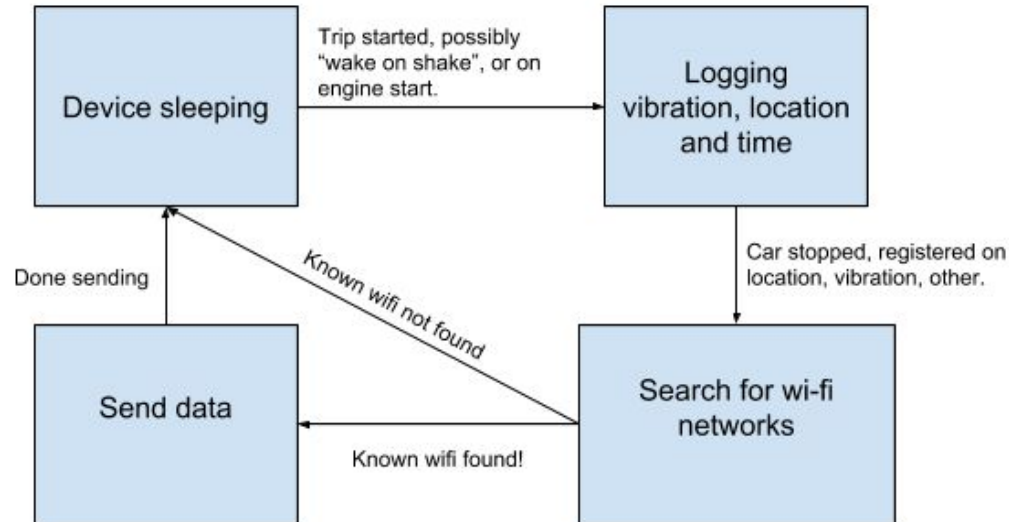 Device sleeping
Trip started, possibly
“wake on shake”, or on
engine start.
Logging
vibration, location
and time
Car stopped, registered on
location, vibration, other.
Search for wi-fi
networks
Known wifi not found
Known wifi found!
Send data
Done sending